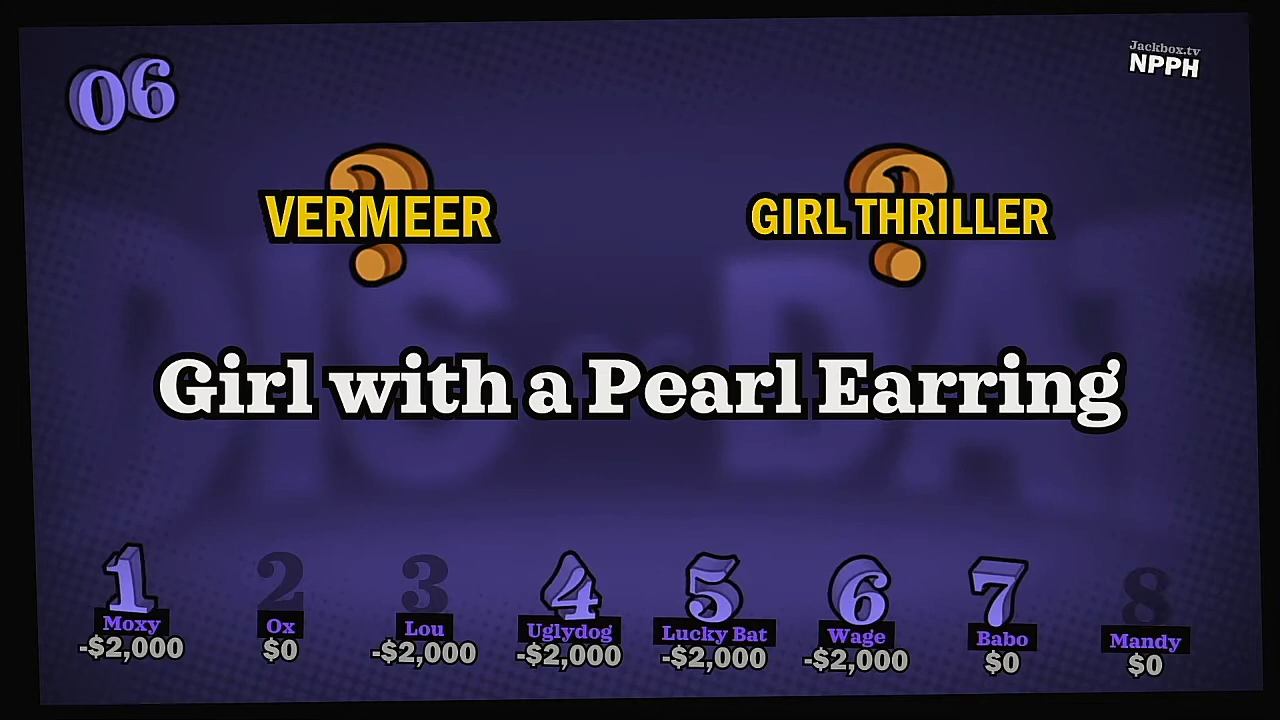 06
Jackbox.tv
NPPH
VERMEER
GIRL THRILLER
Girl with a Pearl Earring
1 2 3 4 5 6 7 8
Moxy Ox Lou Uglydog Lucky Bat Wage Babo Mandy
-$2,000 $0 -$2,000 -$2,000 -$2,000 -$2,000 $0 $0